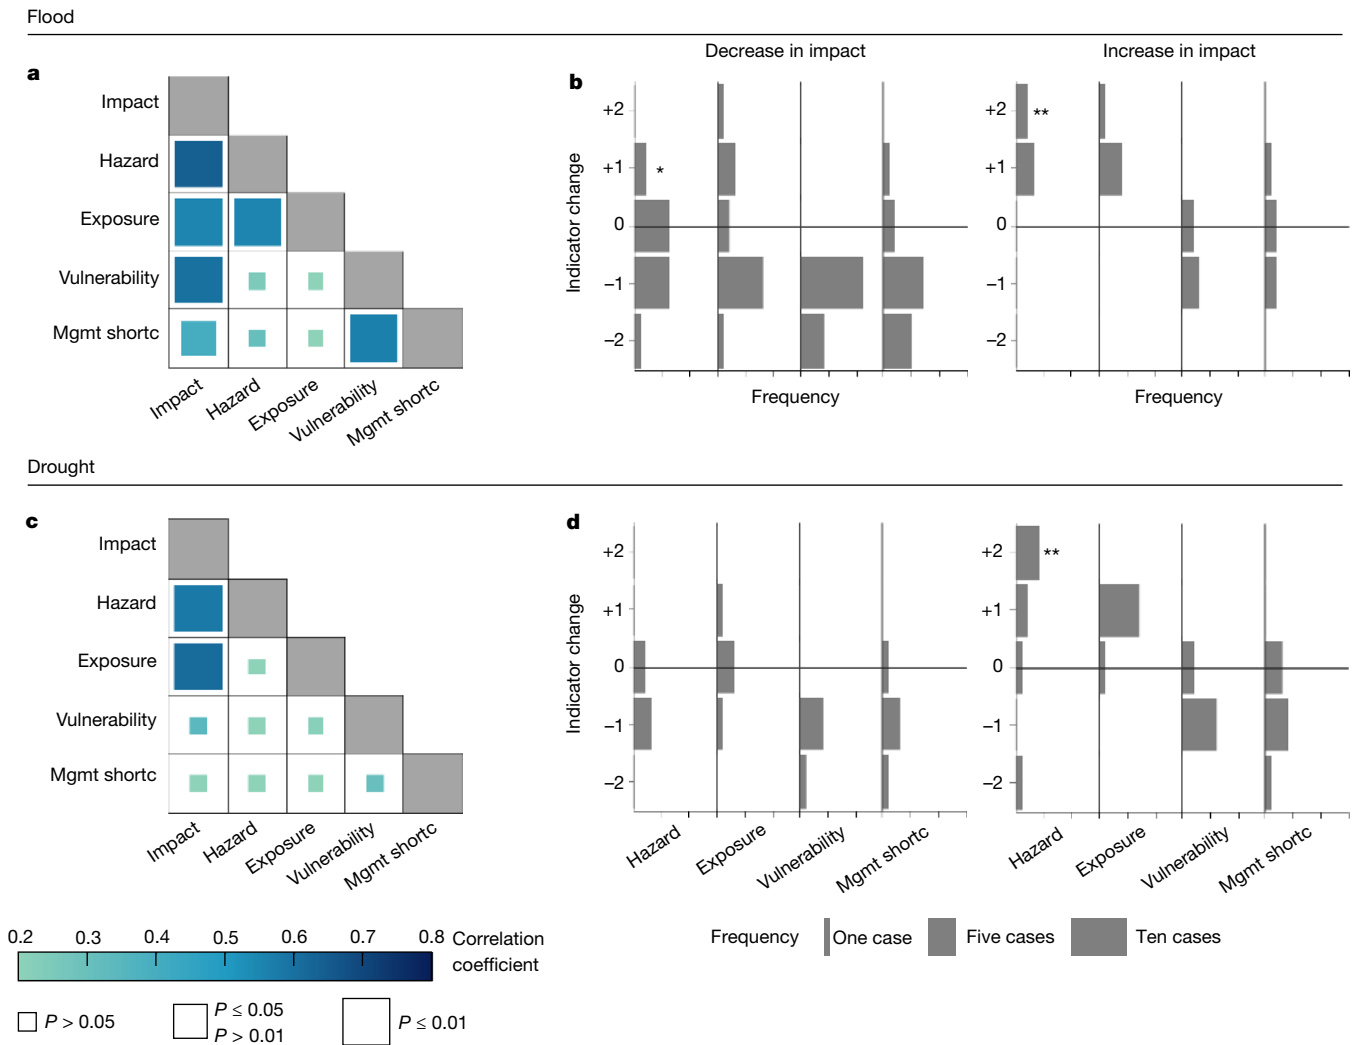 Flood
Decrease in impact
Increase in impact
a
b
Impact
Hazard
Exposure
Vulnerability
Mgmt shortc
Impact
Hazard
Exposure
Vulnerability
Mgmt shortc
Indicator change
+2
+1
0
−1
−2
*
Frequency
+2
+1
0
−1
−2
**
Frequency
Drought
c
d
Impact
Hazard
Exposure
Vulnerability
Mgmt shortc
Impact
Hazard
Exposure
Vulnerability
Mgmt shortc
Indicator change
+2
+1
0
−1
−2
Hazard
Exposure
Vulnerability
Mgmt shortc
+2
+1
0
−1
−2
**
Hazard
Exposure
Vulnerability
Mgmt shortc
0.2 0.3 0.4 0.5 0.6 0.7 0.8 Correlation
coefficient
P > 0.05
P ≤ 0.05
P > 0.01
P ≤ 0.01
Frequency One case Five cases Ten cases